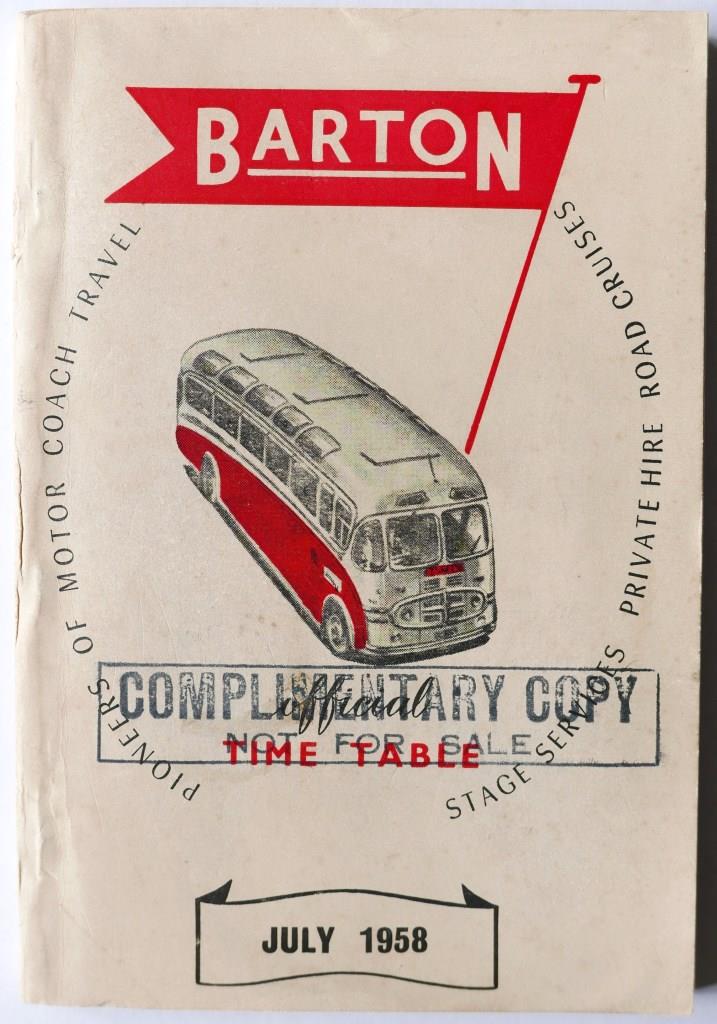 BARTON
PIONEERS OF MOTOR COACH TRAVEL
STAGE SERVICES PRIVATE HIRE ROAD CRUISES
COMPLIMENTARY COPY
official
NOT FOR SALE
TIME TABLE
JULY 1958